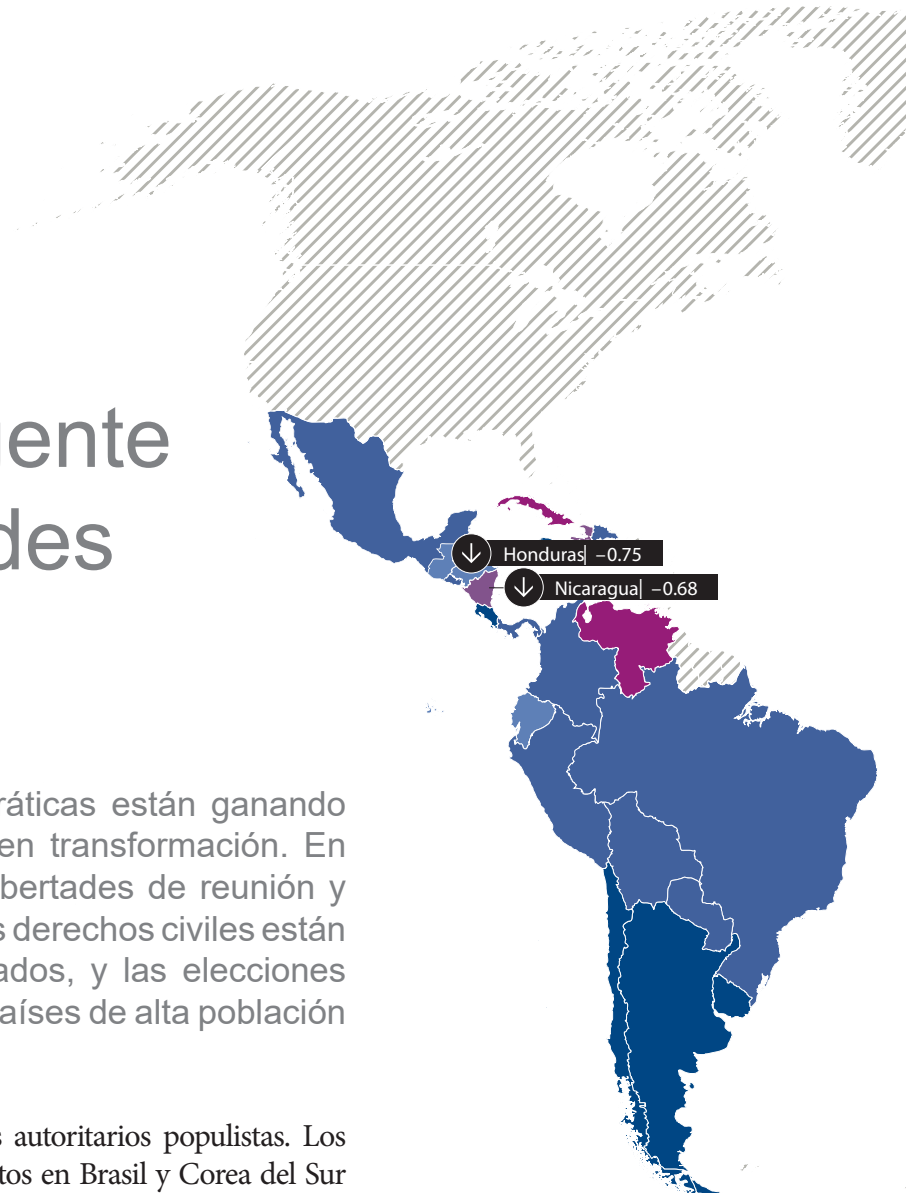 ente
des
Honduras| −0.75
Nicaragua| −0.68
ráticas están ganando
en transformación. En
bertades de reunión y
s derechos civiles están
ados, y las elecciones
aíses de alta población
s autoritarios populistas. Los
tos en Brasil y Corea del Sur